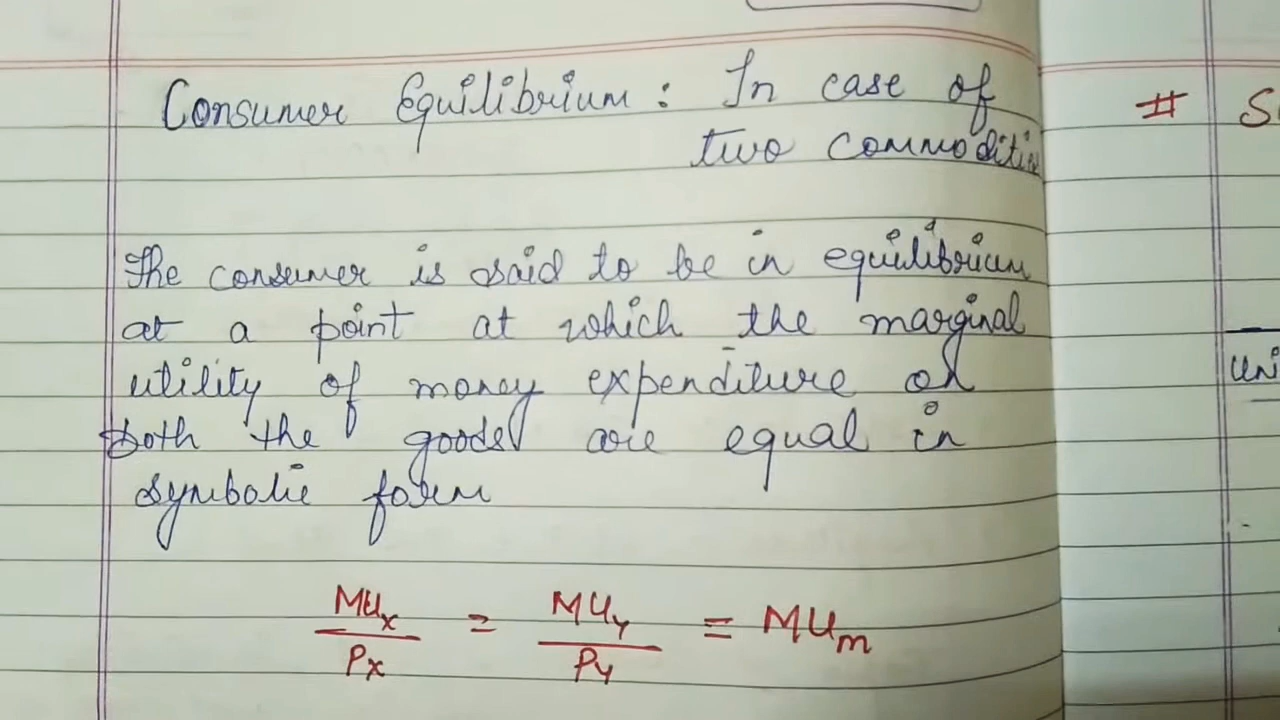 Consumer Equilibrium : In case of
two commodities
The consumer is said to be in equilibrium
at a point at which the marginal
utility of money expenditure on
both the goods are equal in
symbolic form
MUx / Px = MUy / Py = MUm
#